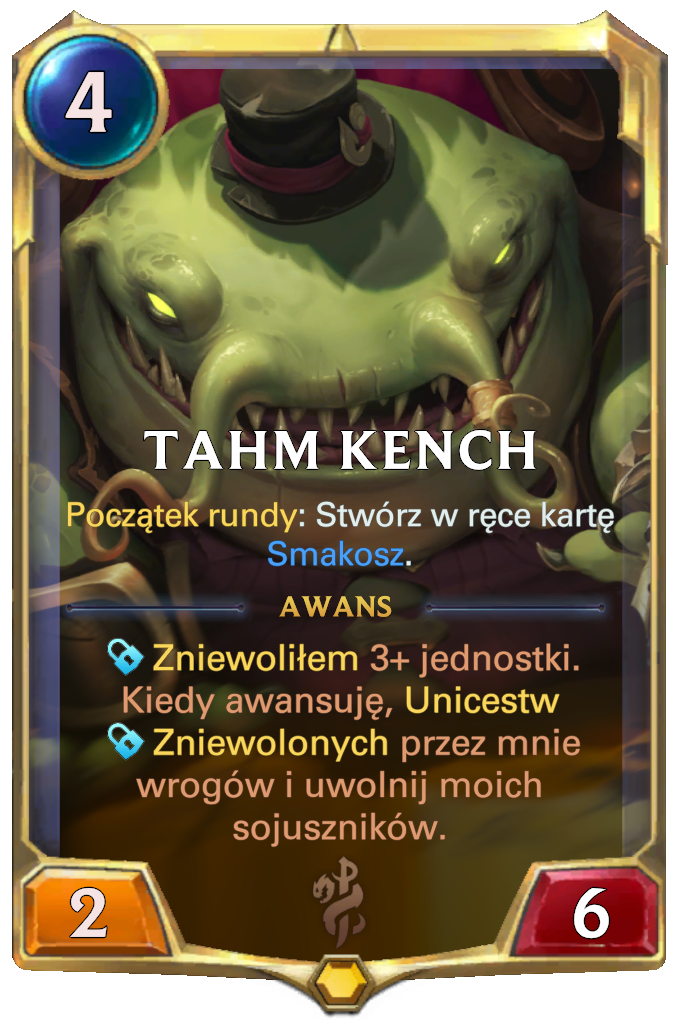 4
TAHM KENCH
Początek rundy: Stwórz w ręce kartę
Smakosz.
AWANS
Zniewoliłem 3+ jednostki.
Kiedy awansuję, Unicestw
Zniewolonych przez mnie
wrogów i uwolnij moich
sojuszników.
2
6